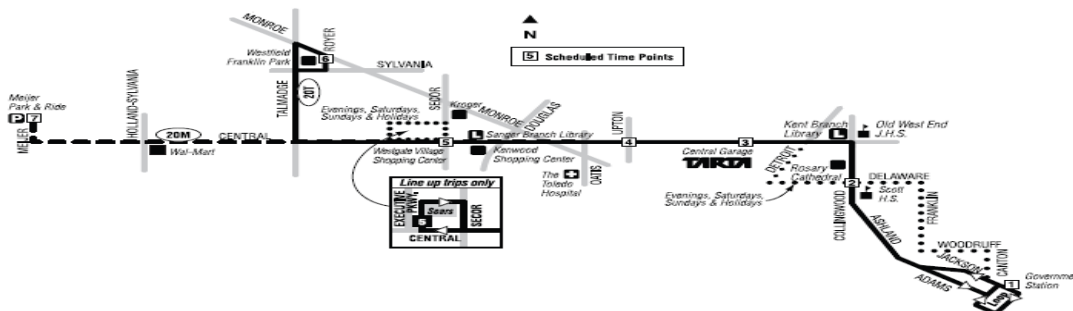 MONROE
ROYER
N
5 Scheduled Time Points
Westfield
Franklin Park
6
SYLVANIA
TALMADGE
20T
SECOR
Kroger
MONROE
DOUGLAS
Meijer
Park & Ride
P 7
MEIJER
HOLLAND-SYLVANIA
20M
CENTRAL
Wal-Mart
Evenings, Saturdays,
Sundays & Holidays
Westgate Village
Shopping Center
5
L Sanger Branch Library
Kenwood
Shopping Center
UPTON
4
OATIS
The
Toledo
Hospital
3
Central Garage
TARTA
DETROIT
Kent Branch
Library
L
Old West End
J.H.S.
Rosary
Cathedral
2
DELAWARE
Scott
H.S.
Evenings, Saturdays,
Sundays & Holidays
COLLINGWOOD
ASHLAND
FRANKLIN
WOODRUFF
JACKSON
CANTON
ADAMS
Loop
1
Governme
Station
Line up trips only
EXECUTIVE
PKWY.
Sears
5
SECOR
CENTRAL